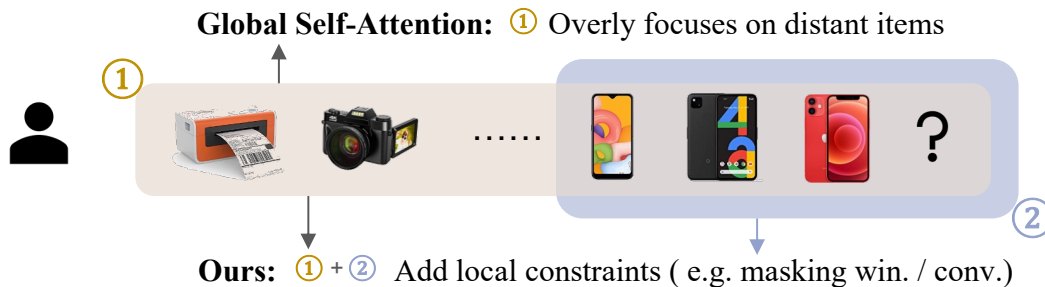 Global Self-Attention: ① Overly focuses on distant items
①
......
?
②
Ours: ① + ② Add local constraints ( e.g. masking win. / conv.)